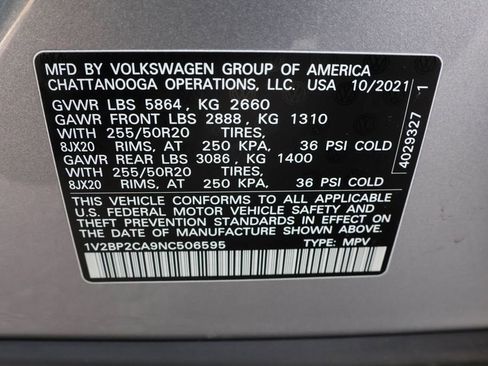 MFD BY VOLKSWAGEN GROUP OF AMERICA
CHATTANOOGA OPERATIONS, LLC. USA 10/2021
GVWR LBS 5864, KG 2660
GAWR FRONT LBS 2888, KG 1310
WITH 255/50R20 TIRES,
8JX20 RIMS, AT 250 KPA, 36 PSI COLD
GAWR REAR LBS 3086, KG 1400
WITH 255/50R20 TIRES,
8JX20 RIMS, AT 250 KPA, 36 PSI COLD
THIS VEHICLE CONFORMS TO ALL APPLICABLE
U.S. FEDERAL MOTOR VEHICLE SAFETY AND
THEFT PREVENTION STANDARDS IN EFFECT ON
THE DATE OF MANUFACTURE SHOWN ABOVE.
1V2BP2CA9NC506595 TYPE: MPV
4029327 1